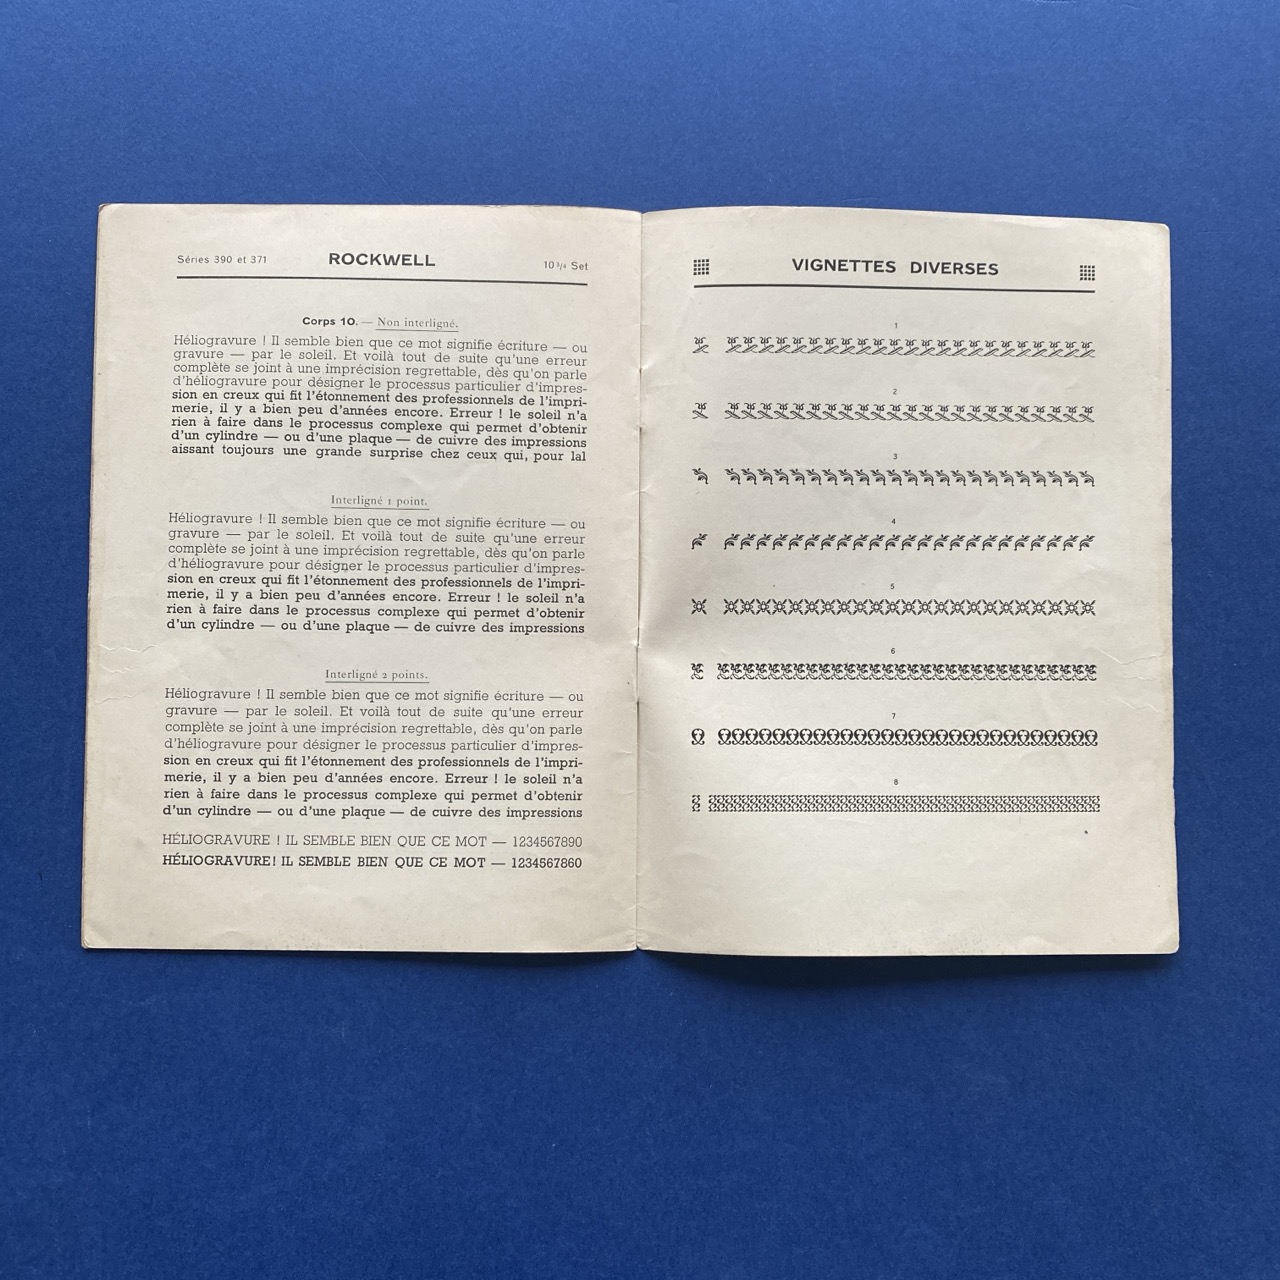 Séries 390 et 371 ROCKWELL 10 3/4 Set
Corps 10. — Non interligné.
Héliogravure ! Il semble bien que ce mot signifie écriture — ou
gravure — par le soleil. Et voilà tout de suite qu'une erreur
complète se joint à une imprécision regrettable, dès qu'on parle
d'héliogravure pour désigner le processus particulier d'impres-
sion en creux qui fit l'étonnement des professionnels de l'impri-
merie, il y a bien peu d'années encore. Erreur ! le soleil n'a
rien à faire dans le processus complexe qui permet d'obtenir
d'un cylindre — ou d'une plaque — de cuivre des impressions
aissant toujours une grande surprise chez ceux qui, pour lal
Interligné 1 point.
Héliogravure ! Il semble bien que ce mot signifie écriture — ou
gravure — par le soleil. Et voilà tout de suite qu'une erreur
complète se joint à une imprécision regrettable, dès qu'on parle
d'héliogravure pour désigner le processus particulier d'impres-
sion en creux qui fit l'étonnement des professionnels de l'impri-
merie, il y a bien peu d'années encore. Erreur ! le soleil n'a
rien à faire dans le processus complexe qui permet d'obtenir
d'un cylindre — ou d'une plaque — de cuivre des impressions
Interligné 2 points.
Héliogravure ! Il semble bien que ce mot signifie écriture — ou
gravure — par le soleil. Et voilà tout de suite qu'une erreur
complète se joint à une imprécision regrettable, dès qu'on parle
d'héliogravure pour désigner le processus particulier d'impres-
sion en creux qui fit l'étonnement des professionnels de l'impri-
merie, il y a bien peu d'années encore. Erreur ! le soleil n'a
rien à faire dans le processus complexe qui permet d'obtenir
d'un cylindre — ou d'une plaque — de cuivre des impressions
HÉLIOGRAVURE ! IL SEMBLE BIEN QUE CE MOT — 1234567890
HÉLIOGRAVURE! IL SEMBLE BIEN QUE CE MOT — 1234567860
VIGNETTES DIVERSES
1
2
3
4
5
6
7
8